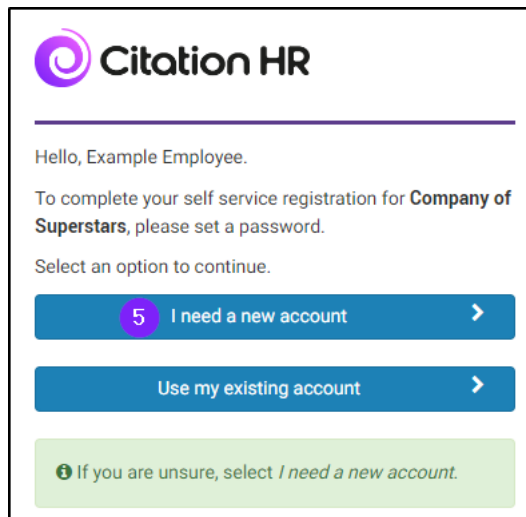 Citation HR
Hello, Example Employee.
To complete your self service registration for Company of
Superstars, please set a password.
Select an option to continue.
5 I need a new account
Use my existing account
If you are unsure, select I need a new account.